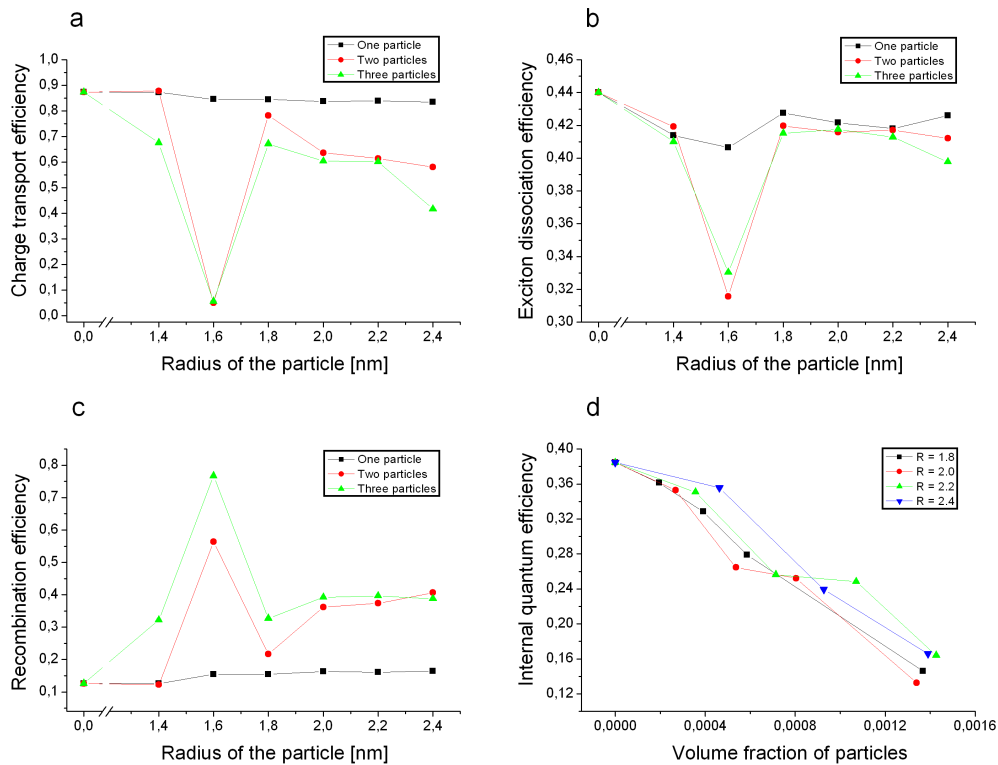 a
One particle
Two particles
Three particles
1,0
0,9
0,8
0,7
0,6
0,5
0,4
0,3
0,2
0,1
0,0
Charge transport efficiency
0,0 1,4 1,6 1,8 2,0 2,2 2,4
Radius of the particle [nm]
b
One particle
Two particles
Three particles
0,46
0,44
0,42
0,40
0,38
0,36
0,34
0,32
0,30
Exciton dissociation efficiency
0,0 1,4 1,6 1,8 2,0 2,2 2,4
Radius of the particle [nm]
c
One particle
Two particles
Three particles
0,8
0,7
0,6
0,5
0,4
0,3
0,2
0,1
Recombination efficiency
0,0 1,4 1,6 1,8 2,0 2,2 2,4
Radius of the particle [nm]
d
R = 1.8
R = 2.0
R = 2.2
R = 2.4
0,40
0,36
0,32
0,28
0,24
0,20
0,16
0,12
Internal quantum efficiency
0,0000 0,0004 0,0008 0,0012 0,0016
Volume fraction of particles